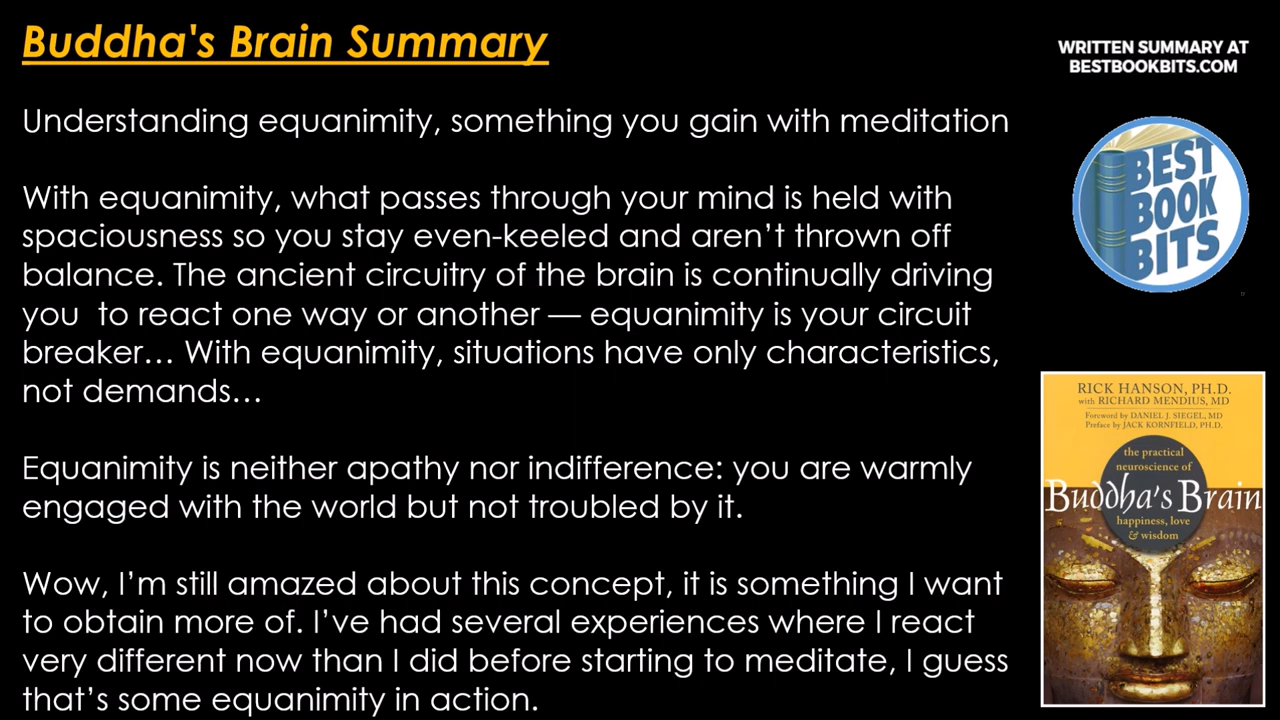 Buddha's Brain Summary
WRITTEN SUMMARY AT
BESTBOOKBITS.COM
Understanding equanimity, something you gain with meditation
With equanimity, what passes through your mind is held with
spaciousness so you stay even-keeled and aren’t thrown off
balance. The ancient circuitry of the brain is continually driving
you  to react one way or another — equanimity is your circuit
breaker… With equanimity, situations have only characteristics,
not demands…
Equanimity is neither apathy nor indifference: you are warmly
engaged with the world but not troubled by it.
Wow, I’m still amazed about this concept, it is something I want
to obtain more of. I’ve had several experiences where I react
very different now than I did before starting to meditate, I guess
that’s some equanimity in action.
BEST
BOOK
BITS
RICK HANSON, PH.D.
with RICHARD MENDIUS, MD
Foreword by DANIEL J. SIEGEL, MD
Preface by JACK KORNFIELD, PH.D.
the practical
neuroscience of
Buddha's Brain
happiness, love
& wisdom